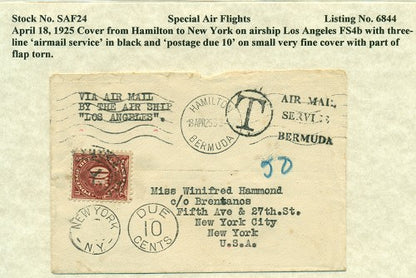 Stock No. SAF24 Special Air Flights Listing No. 6844
April 18, 1925 Cover from Hamilton to New York on airship Los Angeles FS4b with three-
line ‘airmail service’ in black and ‘postage due 10’ on small very fine cover with part of
flap torn.
VIA AIR MAIL
BY THE AIR SHIP
"LOS ANGELES".
HAMILTON
18 APR 25
BERMUDA
T
AIR MAIL
SERVICE
BERMUDA
Miss Winifred Hammond
c/o Brentanos
Fifth Ave & 27th.St.
New York City
New York
U.S.A.
NEW YORK
N.Y.
DUE
10
CENTS